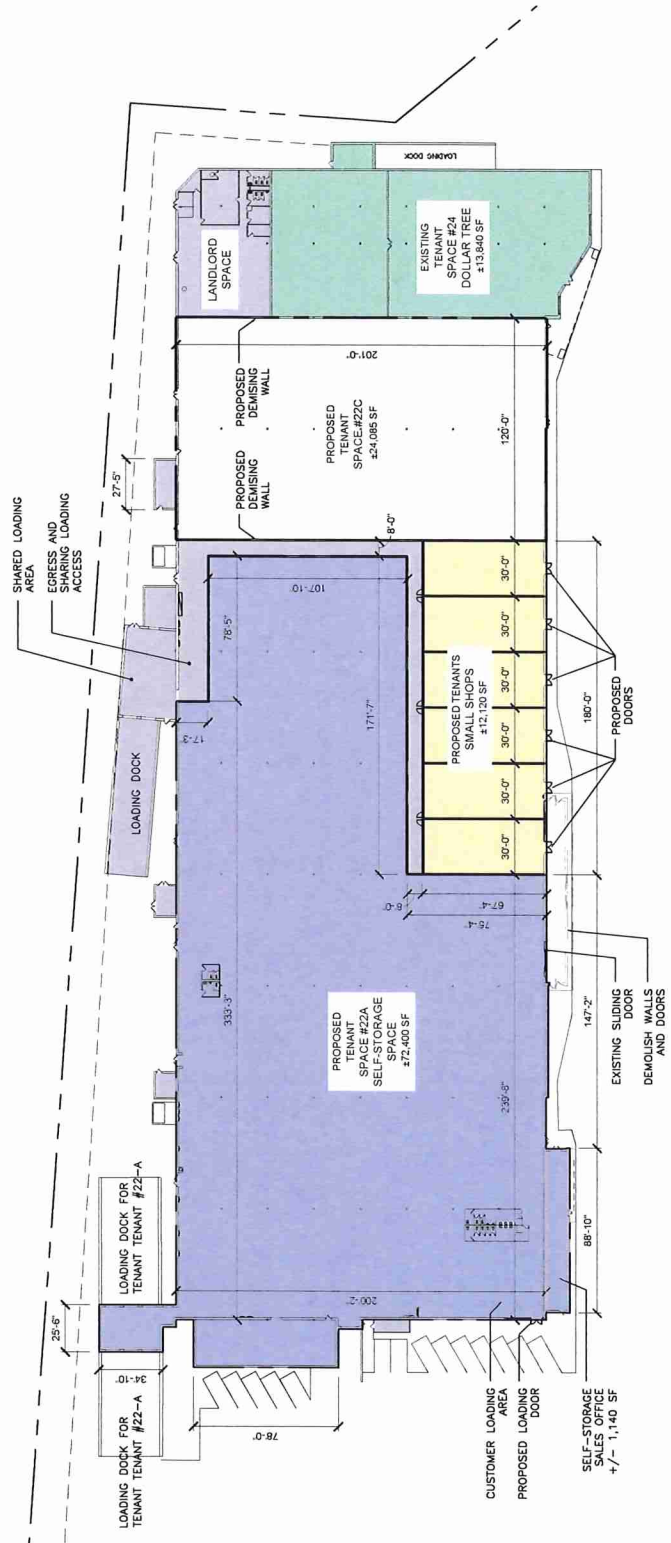 SHARED LOADING
AREA
EGRESS AND
SHARING LOADING
ACCESS
27'-5"
PROPOSED
DEMISING
WALL
PROPOSED
DEMISING
WALL
LANDLORD
SPACE
LOADING DOCK
EXISTING
TENANT
SPACE #24
DOLLAR TREE
±13,840 SF
201'-0"
PROPOSED
TENANT
SPACE.#22C
±24,085 SF
120'-0"
8'-0"
107'-10"
78'-5"
17'-3"
171'-7"
LOADING DOCK
PROPOSED TENANTS
SMALL SHOPS
±12,120 SF
30'-0"
30'-0"
30'-0"
30'-0"
30'-0"
30'-0"
180'-0"
PROPOSED
DOORS
6'-0"
67'-4"
75'-4"
333'-3"
PROPOSED
TENANT
SPACE #22A
SELF-STORAGE
SPACE
±72,400 SF
239'-8"
147'-2"
EXISTING SLIDING
DOOR
DEMOLISH WALLS
AND DOORS
LOADING DOCK FOR
TENANT TENANT #22-A
25'-6"
34'-10"
LOADING DOCK FOR
TENANT TENANT #22-A
200'-2"
78'-0"
88'-10"
CUSTOMER LOADING
AREA
PROPOSED LOADING
DOOR
SELF-STORAGE
SALES OFFICE
+/- 1,140 SF